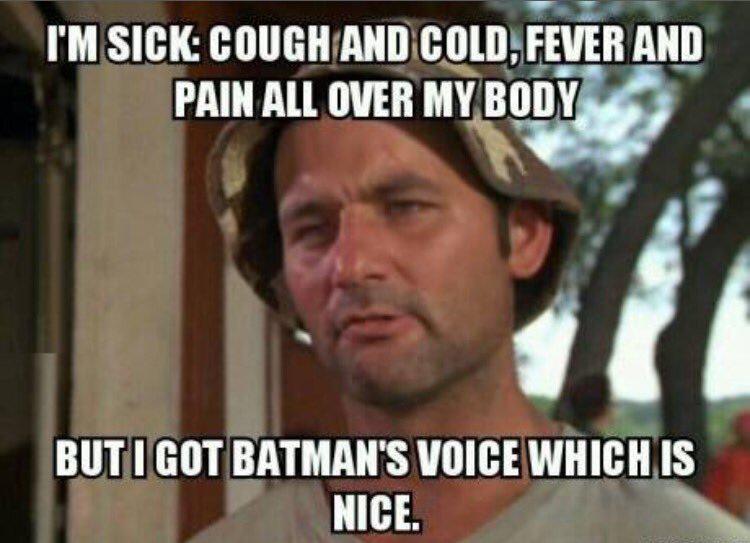 I'M SICK: COUGH AND COLD, FEVER AND
PAIN ALL OVER MY BODY
BUT I GOT BATMAN'S VOICE WHICH IS
NICE.